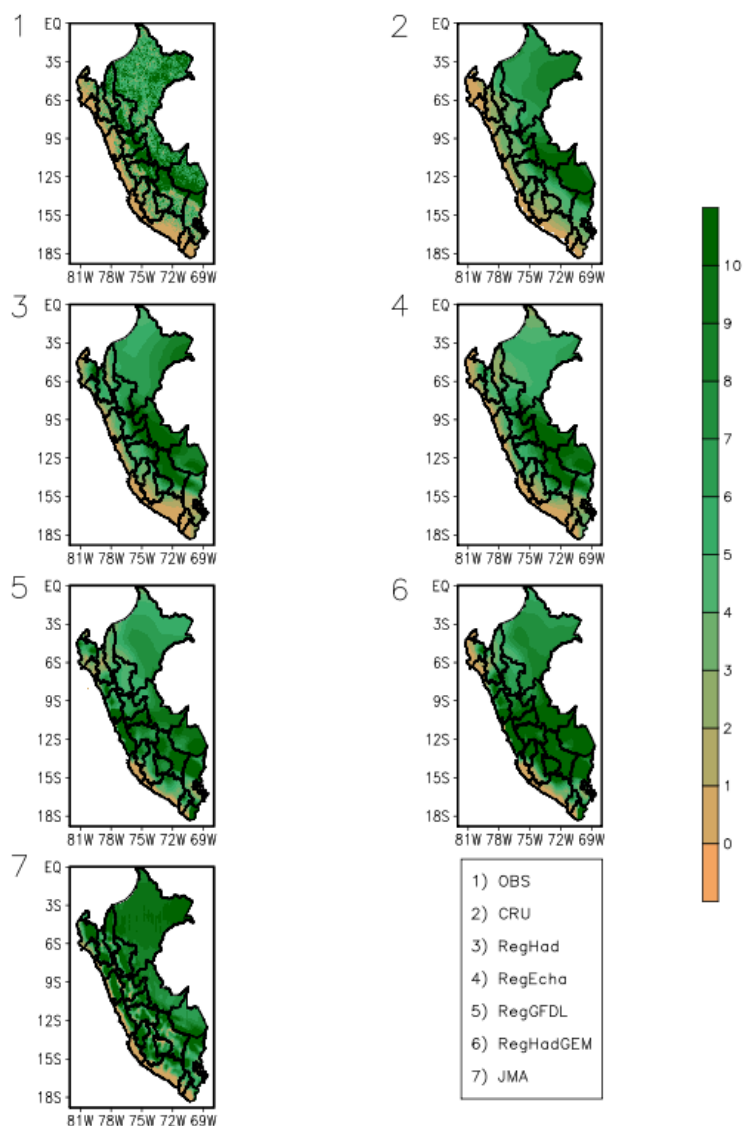 1
EQ
3S
6S
9S
12S
15S
18S
81W 78W 75W 72W 69W
2
EQ
3S
6S
9S
12S
15S
18S
81W 78W 75W 72W 69W
3
EQ
3S
6S
9S
12S
15S
18S
81W 78W 75W 72W 69W
4
EQ
3S
6S
9S
12S
15S
18S
81W 78W 75W 72W 69W
5
EQ
3S
6S
9S
12S
15S
18S
81W 78W 75W 72W 69W
6
EQ
3S
6S
9S
12S
15S
18S
81W 78W 75W 72W 69W
7
EQ
3S
6S
9S
12S
15S
18S
81W 78W 75W 72W 69W
1) OBS
2) CRU
3) RegHad
4) RegEcha
5) RegGFDL
6) RegHadGEM
7) JMA
10
9
8
7
6
5
4
3
2
1
0